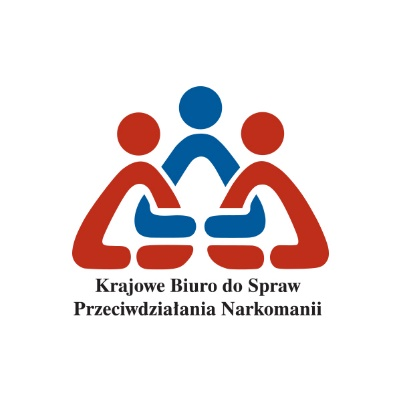 Krajowe Biuro do Spraw
Przeciwdziałania Narkomanii